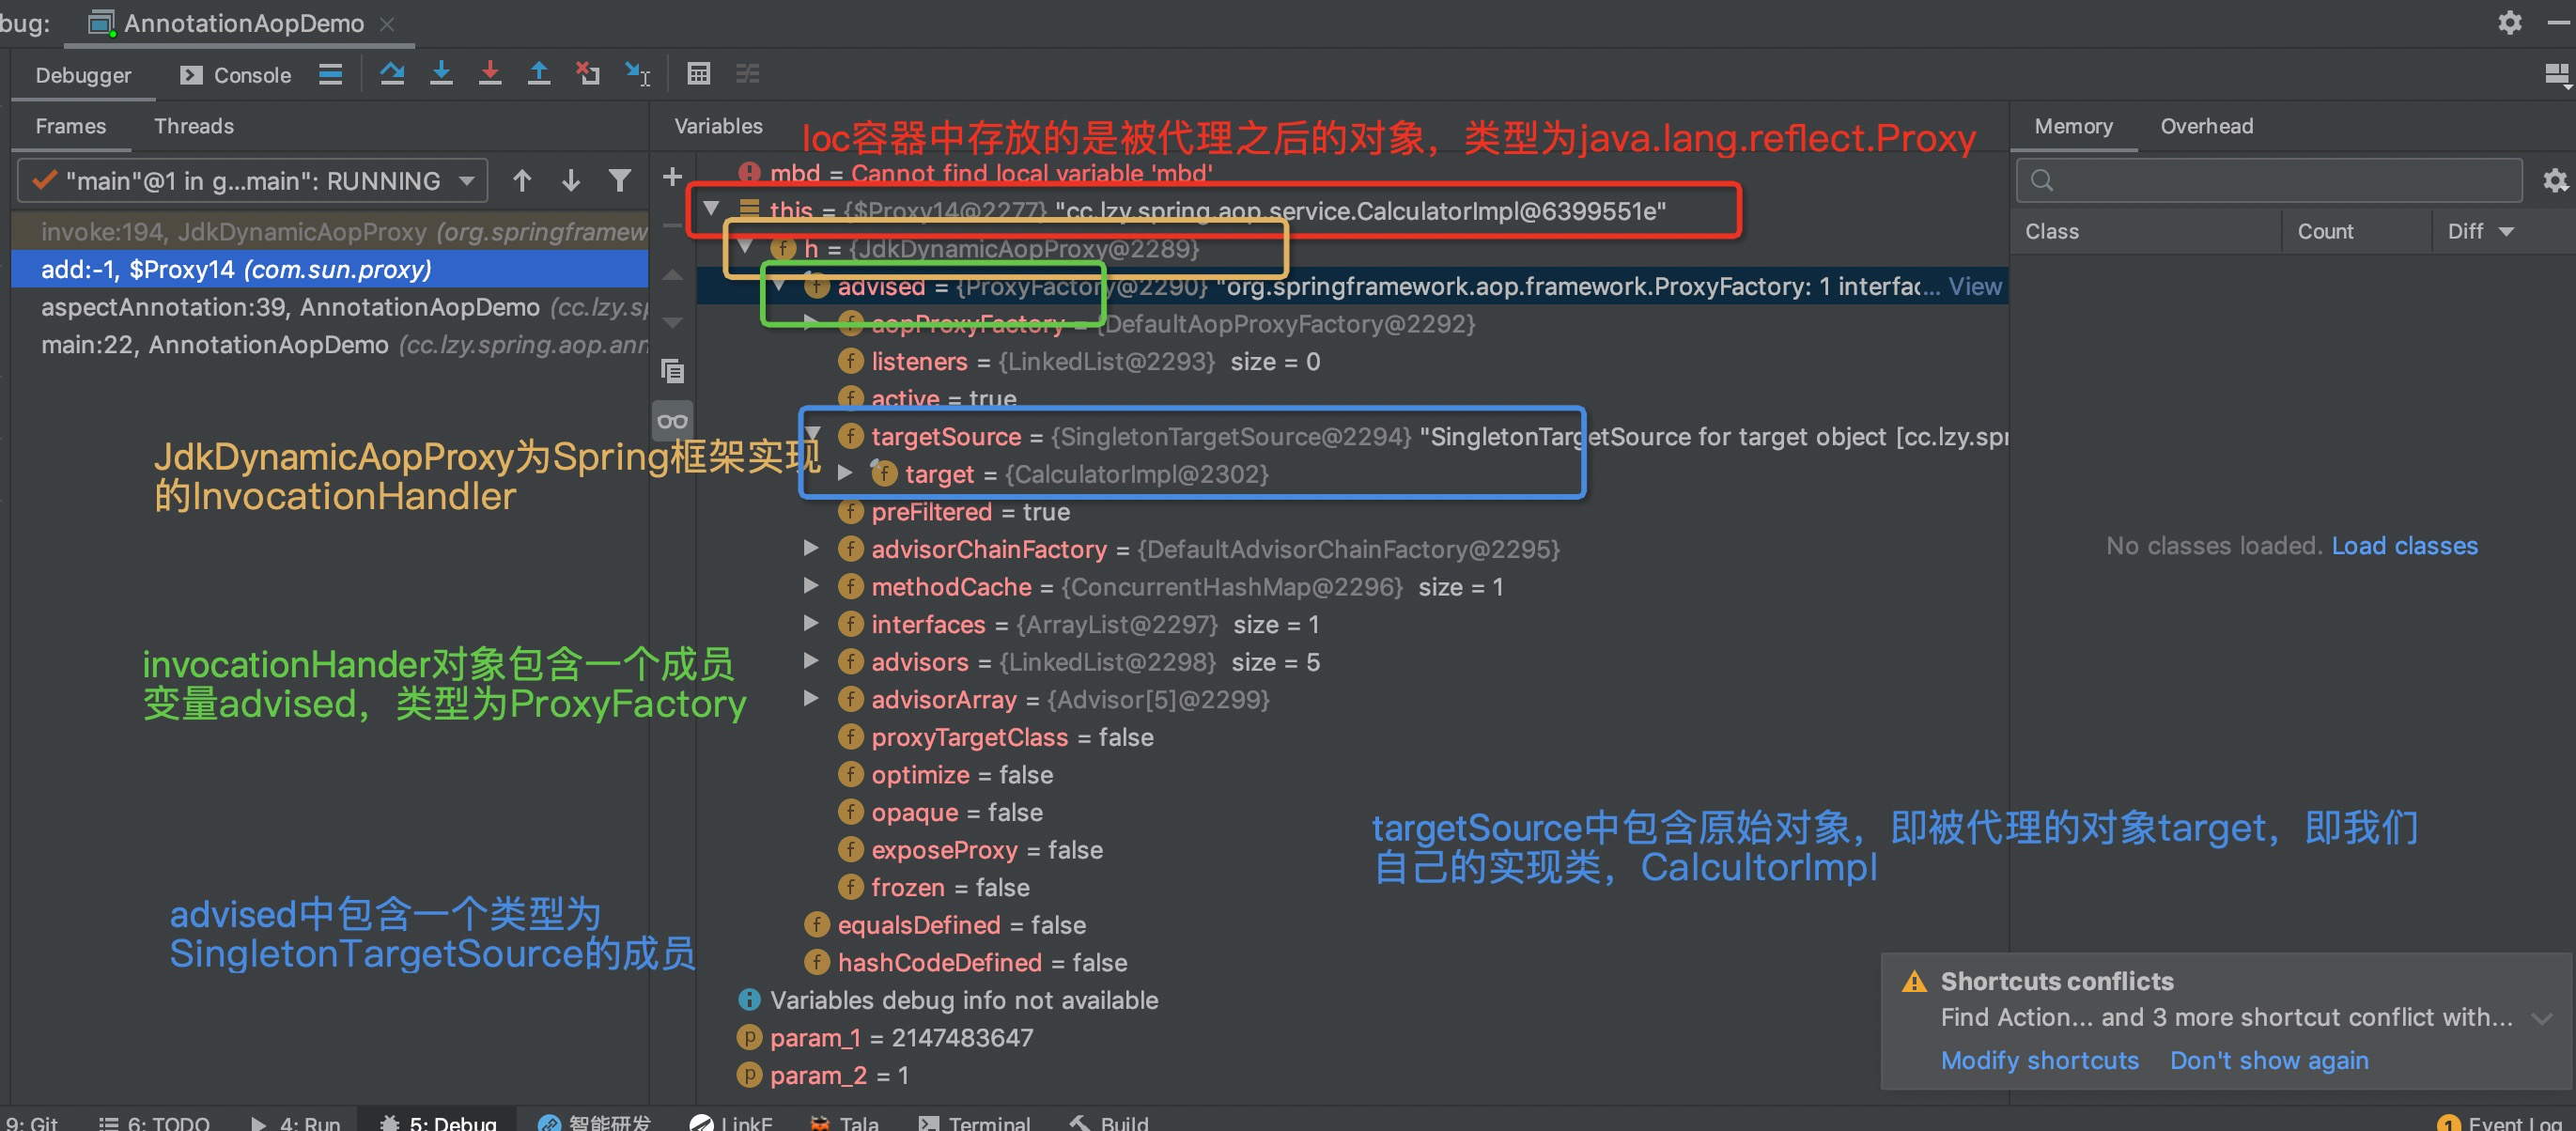 bug: AnnotationAopDemo
Debugger Console
Frames Threads
"main"@1 in g...main": RUNNING
invoke:194, JdkDynamicAopProxy (org.springframew
add:-1, $Proxy14 (com.sun.proxy)
aspectAnnotation:39, AnnotationAopDemo (cc.lzy.sp
main:22, AnnotationAopDemo (cc.lzy.spring.aop.ann
JdkDynamicAopProxy为Spring框架实现
的InvocationHandler
invocationHander对象包含一个成员
变量advised，类型为ProxyFactory
advised中包含一个类型为
SingletonTargetSource的成员
Variables
Ioc容器中存放的是被代理之后的对象，类型为java.lang.reflect.Proxy
mbd = Cannot find local variable 'mbd'
this = {$Proxy14@2277} "cc.lzy.spring.aop.service.CalculatorImpl@6399551e"
h = {JdkDynamicAopProxy@2289}
advised = {ProxyFactory@2290} "org.springframework.aop.framework.ProxyFactory: 1 interfac... View
aopProxyFactory = {DefaultAopProxyFactory@2292}
listeners = {LinkedList@2293} size = 0
active = true
targetSource = {SingletonTargetSource@2294} "SingletonTargetSource for target object [cc.lzy.spr
target = {CalculatorImpl@2302}
preFiltered = true
advisorChainFactory = {DefaultAdvisorChainFactory@2295}
methodCache = {ConcurrentHashMap@2296} size = 1
interfaces = {ArrayList@2297} size = 1
advisors = {LinkedList@2298} size = 5
advisorArray = {Advisor[5]@2299}
proxyTargetClass = false
optimize = false
opaque = false
exposeProxy = false
frozen = false
equalsDefined = false
hashCodeDefined = false
Variables debug info not available
param_1 = 2147483647
param_2 = 1
targetSource中包含原始对象，即被代理的对象target，即我们
自己的实现类，CalcultorImpl
Memory Overhead
Class Count Diff
No classes loaded. Load classes
Shortcuts conflicts
Find Action... and 3 more shortcut conflict with...
Modify shortcuts Don't show again
9: Git 6: TODO 4: Run 5: Debug 智能研发 LinkE Tala Terminal Build 1 Event Log